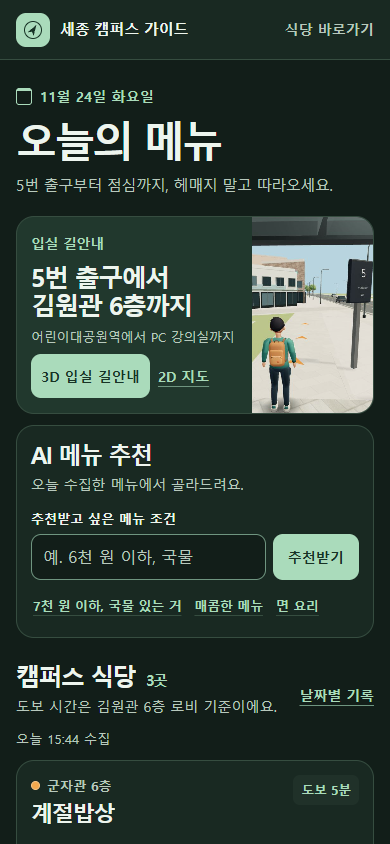 세종 캠퍼스 가이드
식당 바로가기
11월 24일 화요일
오늘의 메뉴
5번 출구부터 점심까지, 헤매지 말고 따라오세요.
입실 길안내
5번 출구에서
김원관 6층까지
어린이대공원역에서 PC 강의실까지
3D 입실 길안내
2D 지도
5
AI 메뉴 추천
오늘 수집한 메뉴에서 골라드려요.
추천받고 싶은 메뉴 조건
예. 6천 원 이하, 국물
추천받기
7천 원 이하, 국물 있는 거
매콤한 메뉴
면 요리
캠퍼스 식당 3곳
도보 시간은 김원관 6층 로비 기준이에요.
날짜별 기록
오늘 15:44 수집
군자관 6층
도보 5분
계절밥상